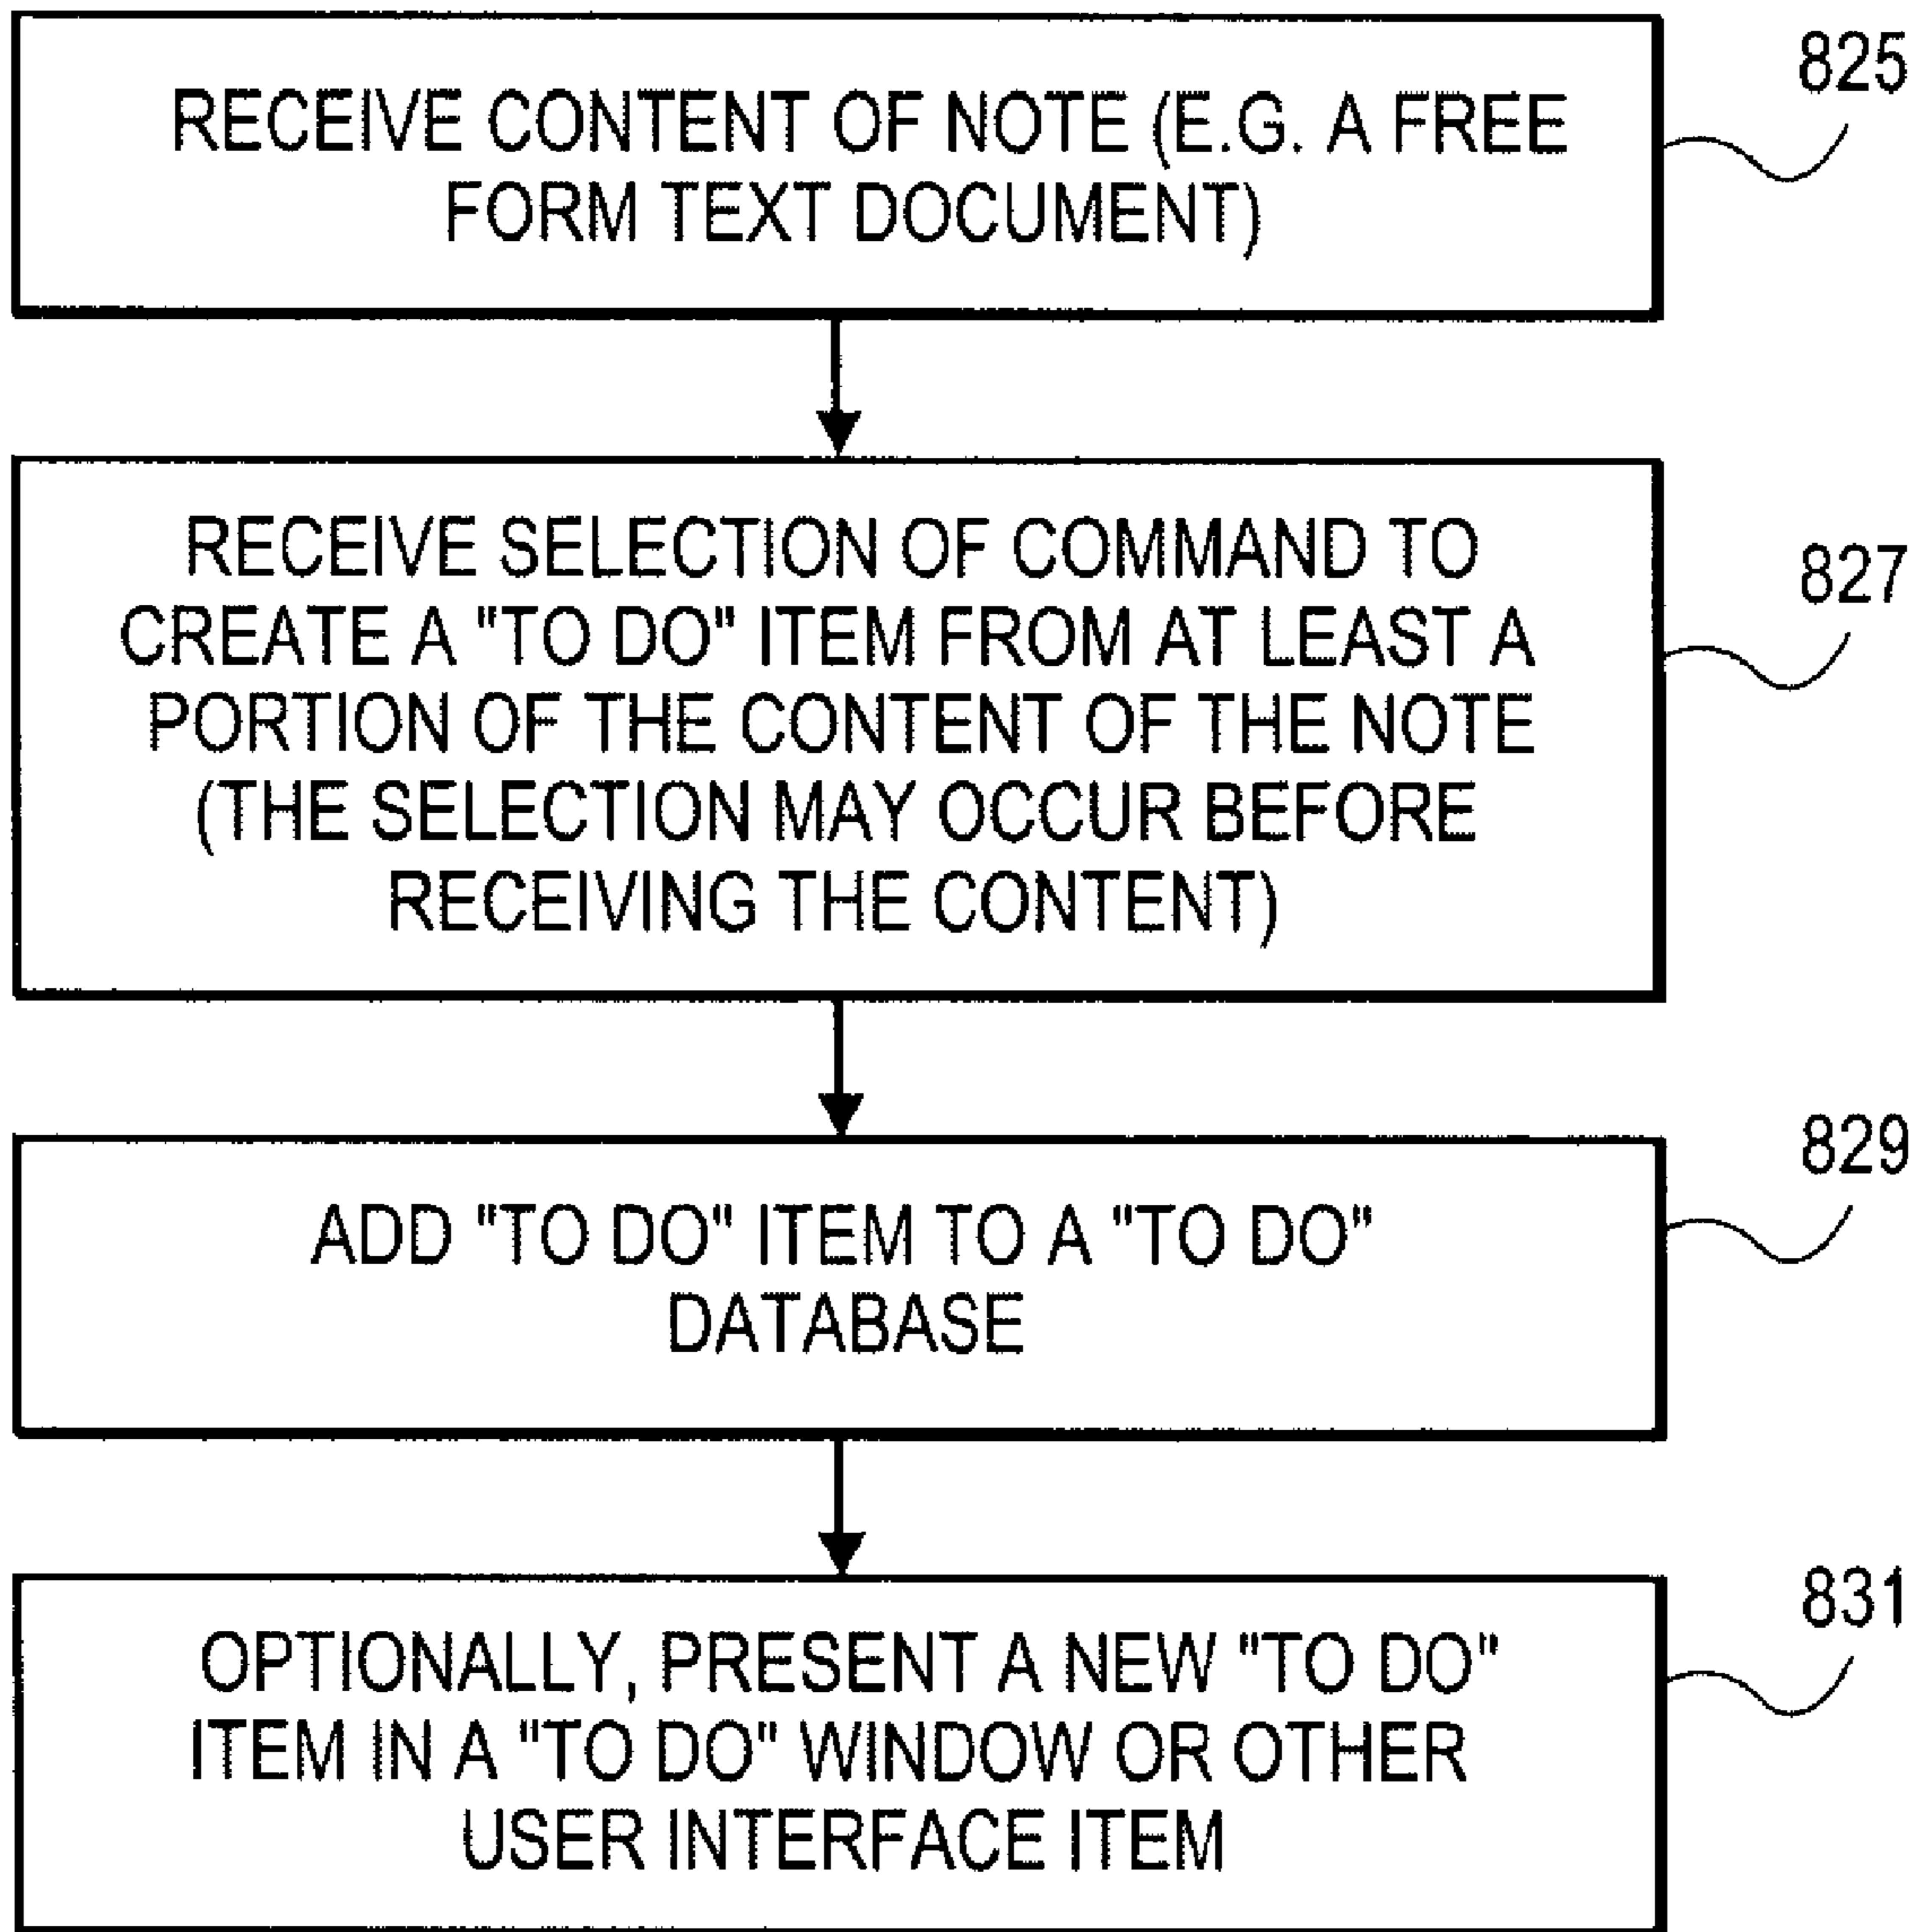 825
RECEIVE CONTENT OF NOTE (E.G. A FREE
FORM TEXT DOCUMENT)
827
RECEIVE SELECTION OF COMMAND TO
CREATE A "TO DO" ITEM FROM AT LEAST A
PORTION OF THE CONTENT OF THE NOTE
(THE SELECTION MAY OCCUR BEFORE
RECEIVING THE CONTENT)
829
ADD "TO DO" ITEM TO A "TO DO"
DATABASE
831
OPTIONALLY, PRESENT A NEW "TO DO"
ITEM IN A "TO DO" WINDOW OR OTHER
USER INTERFACE ITEM